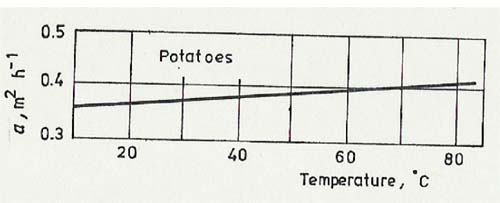 0.5
Potatoes
0.4
0.3
a, m² h⁻¹
20 40 60 80
Temperature, °C